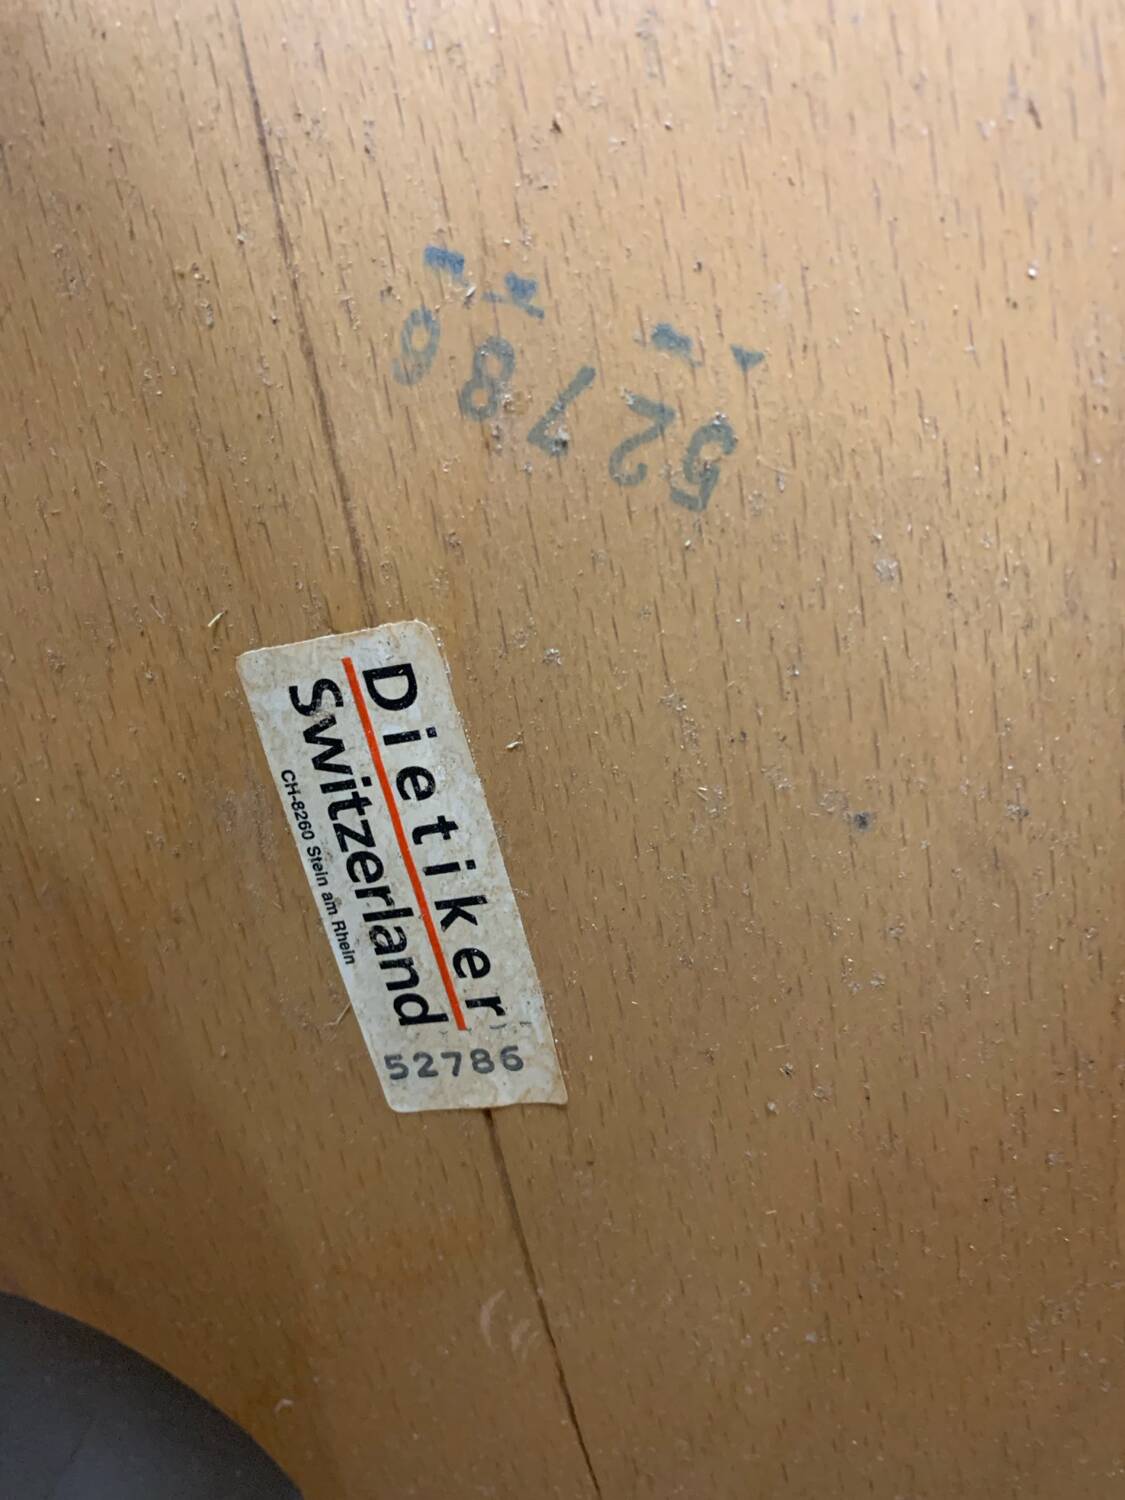 52786
Dietiker
Switzerland
CH-8260 Stein am Rhein
52786